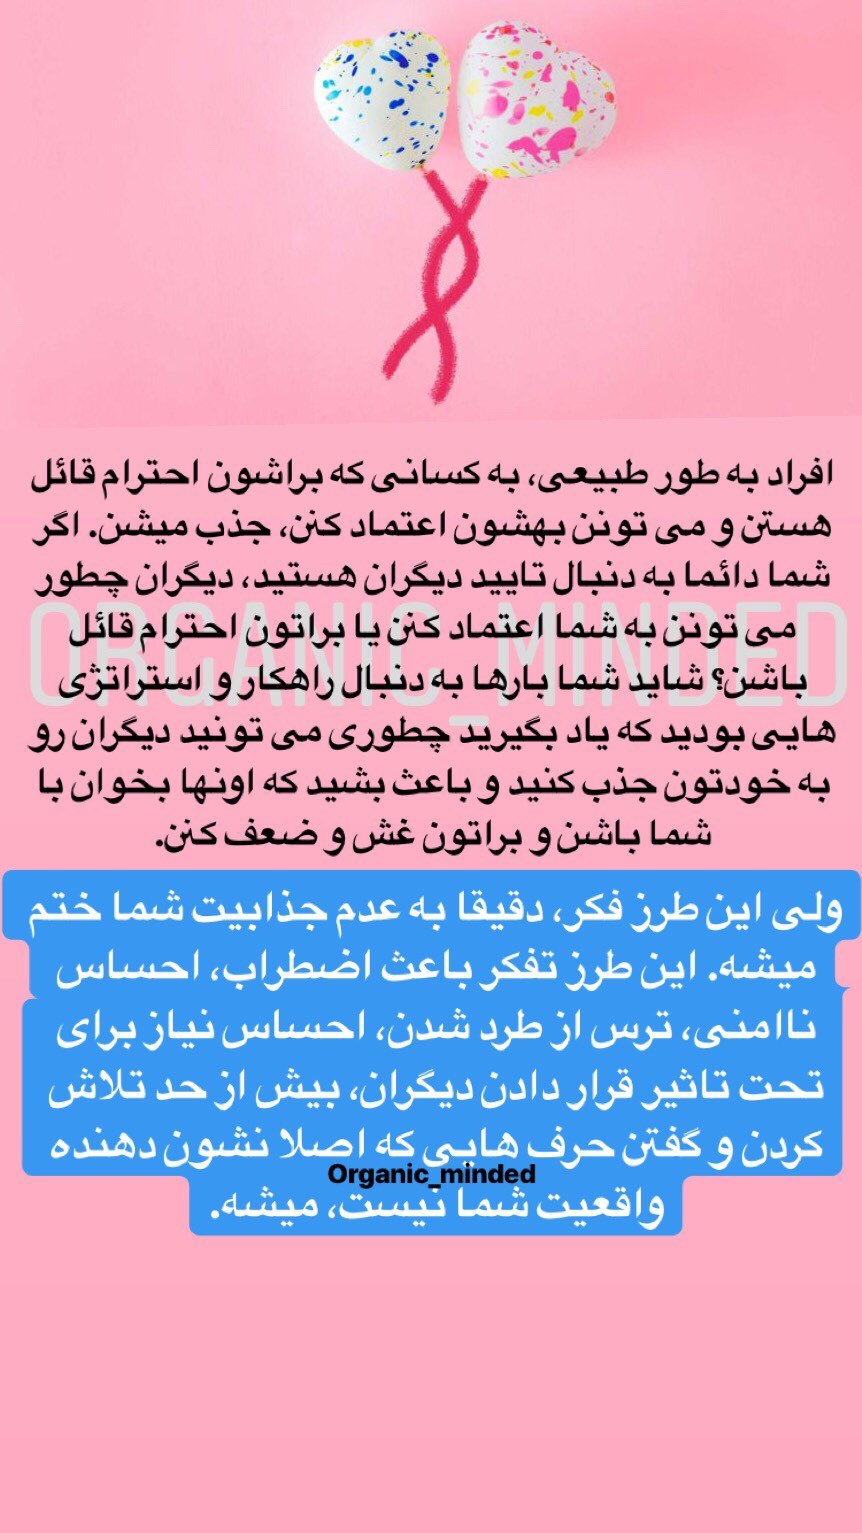 افراد به طور طبیعی، به کسانی که براشون احترام قائل
هستن و می تونن بهشون اعتماد کنن، جذب میشن. اگر
شما دائما به دنبال تایید دیگران هستید، دیگران چطور
می تونن به شما اعتماد کنن یا براتون احترام قائل
ORGANIC_MINDED
باشن؟ شاید شما بارها به دنبال راهکار و استراتژی
هایی بودید که یاد بگیرید چطوری می تونید دیگران رو
به خودتون جذب کنید و باعث بشید که اونها بخوان با
شما باشن و براتون غش و ضعف کنن.
ولی این طرز فکر، دقیقا به عدم جذابیت شما ختم
میشه. این طرز تفکر باعث اضطراب، احساس
ناامنی، ترس از طرد شدن، احساس نیاز برای
تحت تاثیر قرار دادن دیگران، بیش از حد تلاش
کردن و گفتن حرف هایی که اصلا نشون دهنده
Organic_minded
واقعیت شما نیست، میشه.